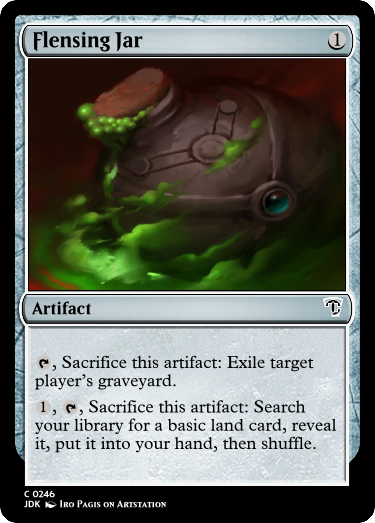 Flensing Jar 1
Artifact
, Sacrifice this artifact: Exile target
player's graveyard.
1, , Sacrifice this artifact: Search
your library for a basic land card, reveal
it, put it into your hand, then shuffle.
C 0246
JDK Iro Pagis on Artstation